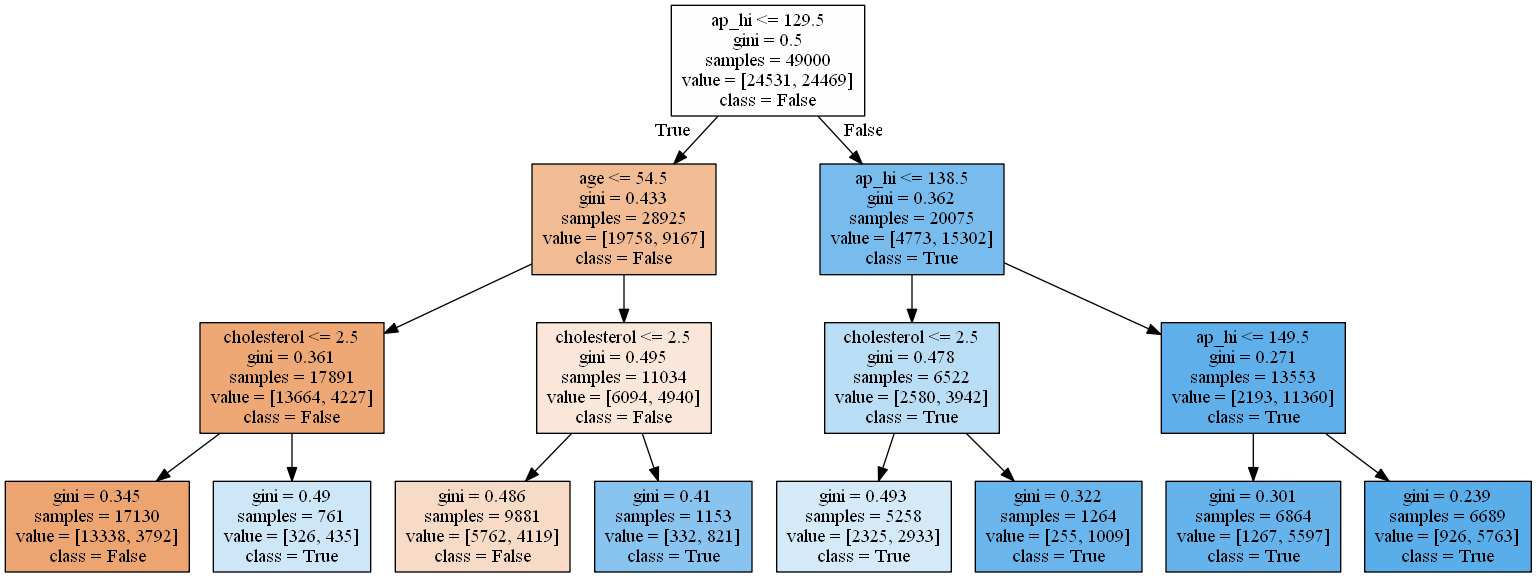 ap_hi <= 129.5
gini = 0.5
samples = 49000
value = [24531, 24469]
class = False
True
False
age <= 54.5
gini = 0.433
samples = 28925
value = [19758, 9167]
class = False
ap_hi <= 138.5
gini = 0.362
samples = 20075
value = [4773, 15302]
class = True
cholesterol <= 2.5
gini = 0.361
samples = 17891
value = [13664, 4227]
class = False
cholesterol <= 2.5
gini = 0.495
samples = 11034
value = [6094, 4940]
class = False
cholesterol <= 2.5
gini = 0.478
samples = 6522
value = [2580, 3942]
class = True
ap_hi <= 149.5
gini = 0.271
samples = 13553
value = [2193, 11360]
class = True
gini = 0.345
samples = 17130
value = [13338, 3792]
class = False
gini = 0.49
samples = 761
value = [326, 435]
class = True
gini = 0.486
samples = 9881
value = [5762, 4119]
class = False
gini = 0.41
samples = 1153
value = [332, 821]
class = True
gini = 0.493
samples = 5258
value = [2325, 2933]
class = True
gini = 0.322
samples = 1264
value = [255, 1009]
class = True
gini = 0.301
samples = 6864
value = [1267, 5597]
class = True
gini = 0.239
samples = 6689
value = [926, 5763]
class = True